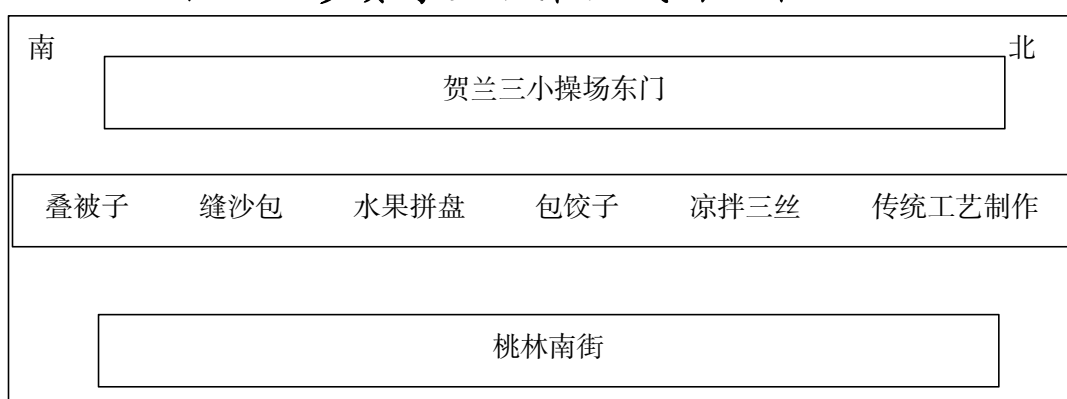 南 北
贺兰三小操场东门
叠被子 缝沙包 水果拼盘 包饺子 凉拌三丝 传统工艺制作
桃林南街